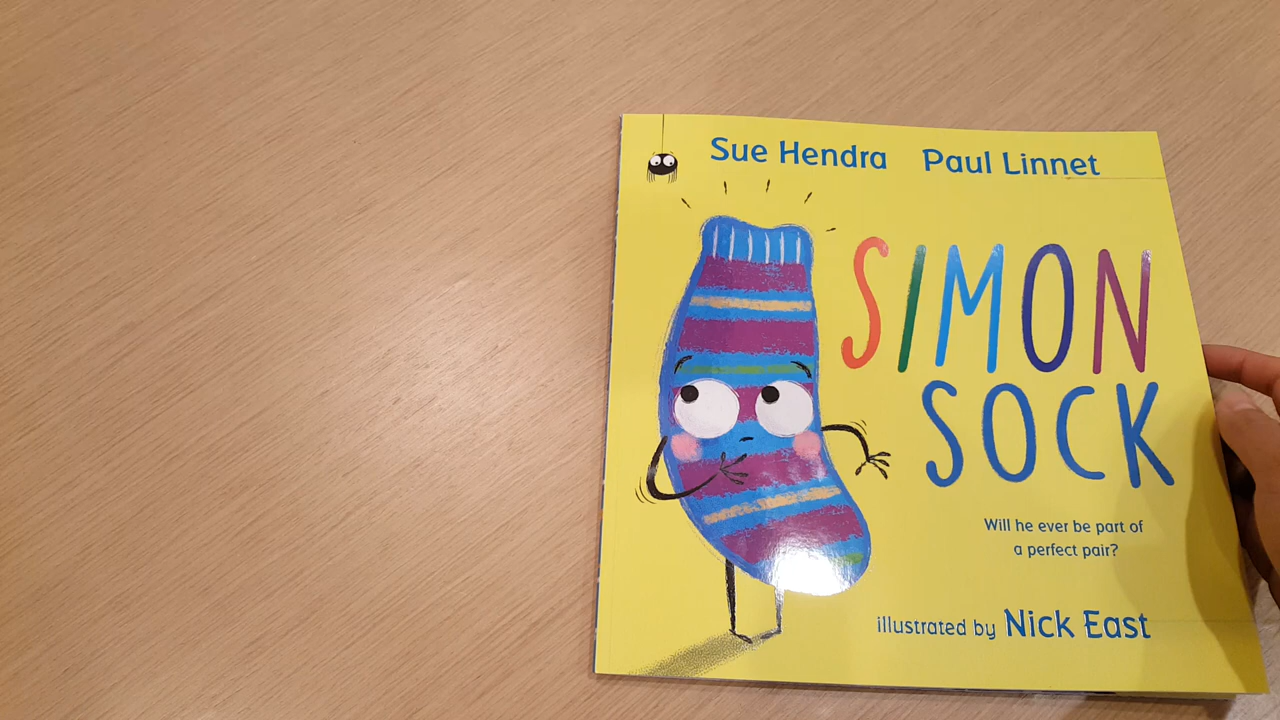 Sue Hendra Paul Linnet
SIMON
SOCK
Will he ever be part of
a perfect pair?
illustrated by Nick East